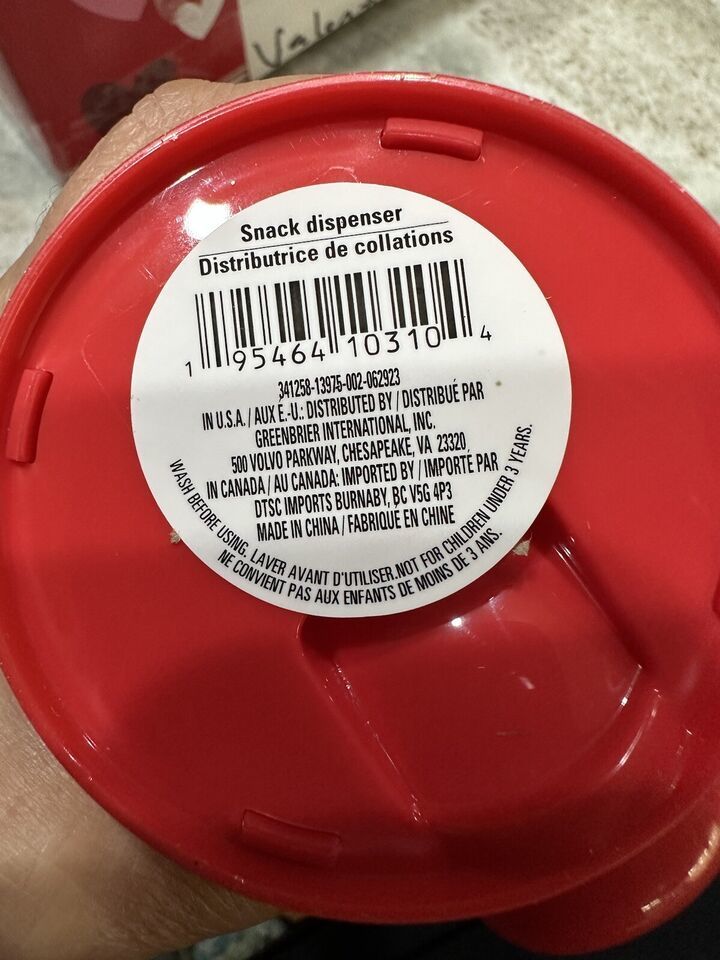 Snack dispenser
Distributrice de collations
1 95464 10310 4
341258-13975-002-062923
IN U.S.A. / AUX É.-U.: DISTRIBUTED BY / DISTRIBUÉ PAR
GREENBRIER INTERNATIONAL, INC.
500 VOLVO PARKWAY, CHESAPEAKE, VA 23320
IN CANADA / AU CANADA: IMPORTED BY / IMPORTÉ PAR
DTSC IMPORTS BURNABY, BC V5G 4P3
MADE IN CHINA / FABRIQUÉ EN CHINE
WASH BEFORE USING. LAVER AVANT D'UTILISER.NOT FOR CHILDREN UNDER 3 YEARS.
NE CONVIENT PAS AUX ENFANTS DE MOINS DE 3 ANS.